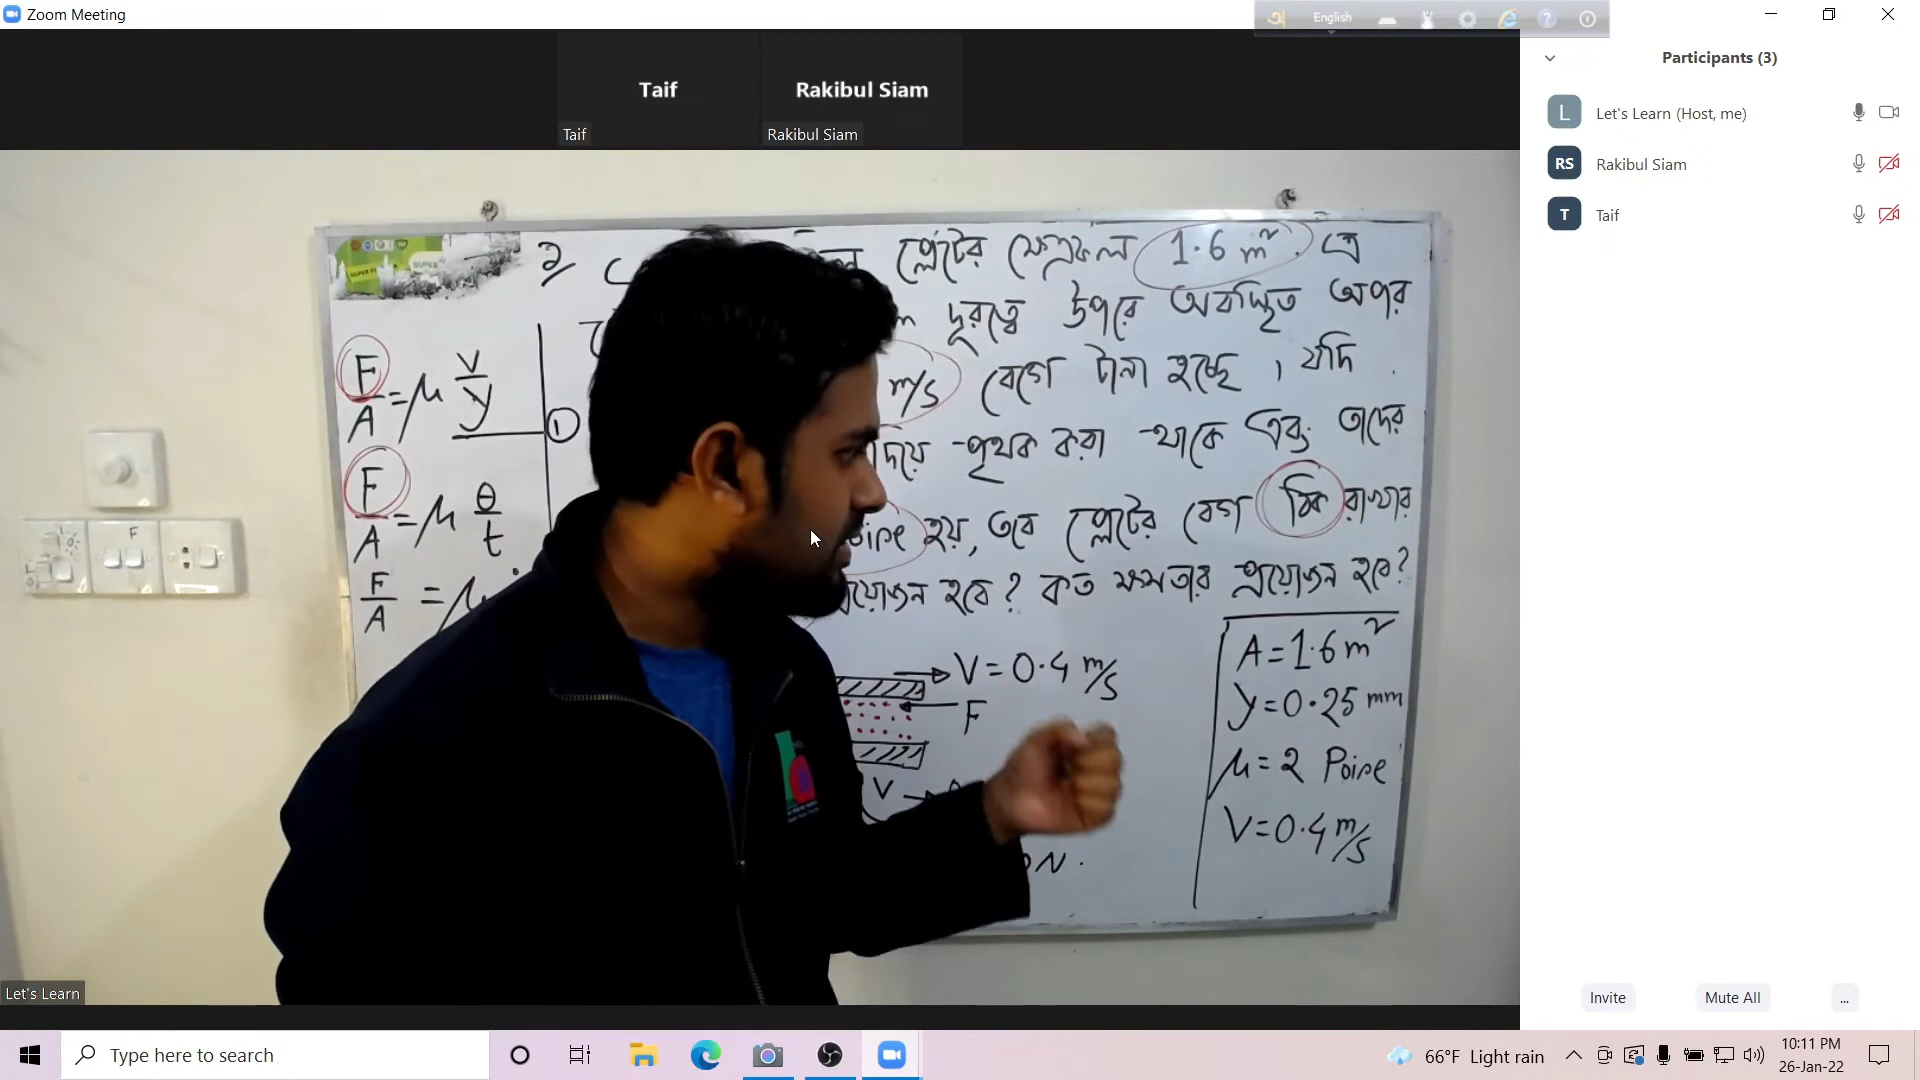 Zoom Meeting
English
Taif
Rakibul Siam
Taif
Rakibul Siam
Participants (3)
L Let's Learn (Host, me)
RS Rakibul Siam
T Taif
২/ প্লেটের ক্ষেত্রফল 1.6 m². এ
দূরত্বে উপরে অবস্থিত অপর
m/s বেগে টানা হচ্ছে । যদি
দিয়ে পৃথক করা থাকে এবং তাদের
হয়, তবে প্লেটের বেগ ঠিক রাখার
হবে? কত ক্ষমতার প্রয়োজন হবে?
F/A = μ V/y
①
F/A = μ θ/t
F/A = μ
V = 0.4 m/s
F
V
N.
A = 1.6 m²
y = 0.25 mm
μ = 2 Poise
V = 0.4 m/s
Let's Learn
Invite
Mute All
...
Type here to search
66°F Light rain
10:11 PM
26-Jan-22